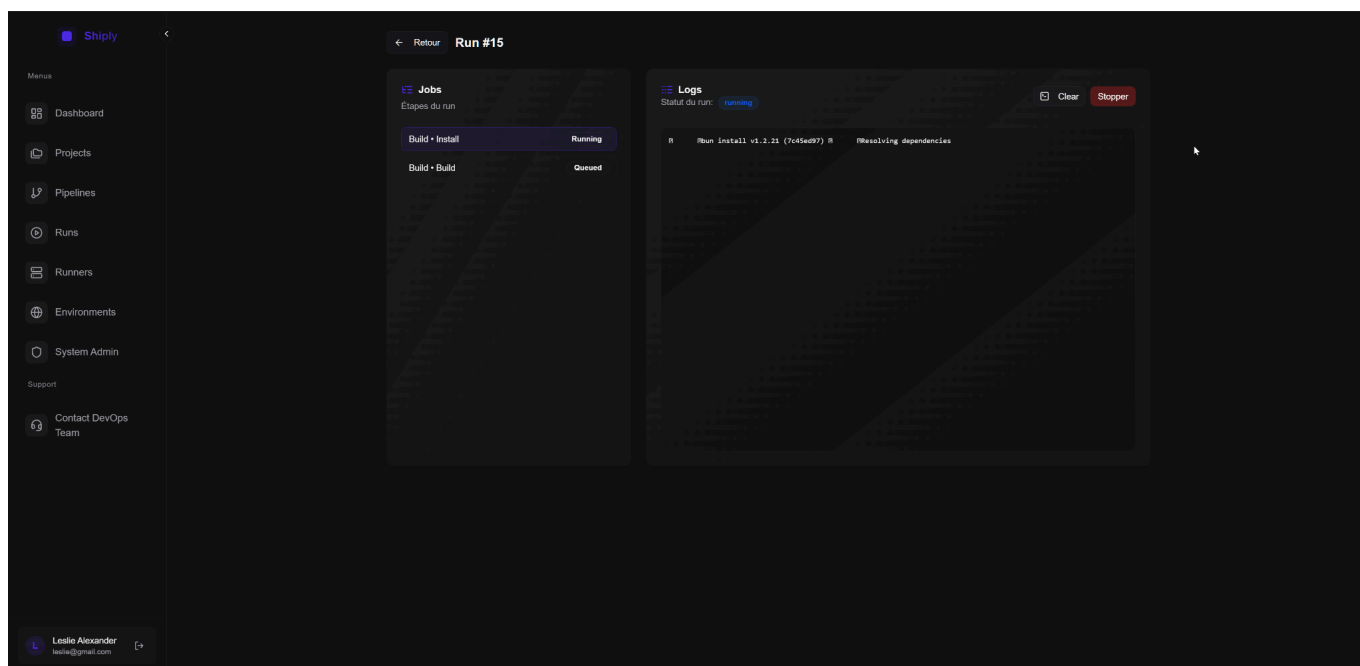 Shiply
Menus
Dashboard
Projects
Pipelines
Runs
Runners
Environments
System Admin
Support
Contact DevOps
Team
L
Leslie Alexander
leslie@gmail.com
Retour
Run #15
Jobs
Étapes du run
Build • Install Running
Build • Build Queued
Logs
Statut du run: running
Clear
Stopper
bun install v1.2.21 (7c45ed97) Resolving dependencies